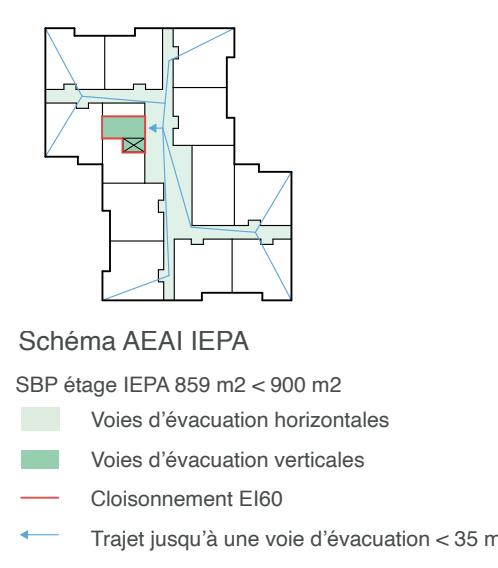 Schéma AEAI IEPA
SBP étage IEPA 859 m2 < 900 m2
Voies d'évacuation horizontales
Voies d'évacuation verticales
Cloisonnement EI60
Trajet jusqu'à une voie d'évacuation < 35 m